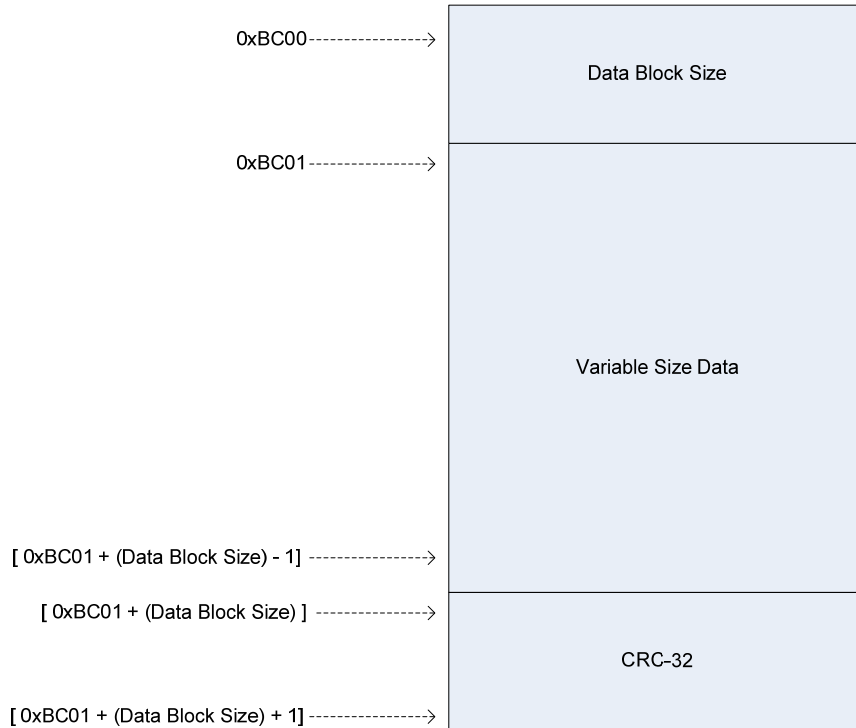 0xBC00
Data Block Size
0xBC01
Variable Size Data
[ 0xBC01 + (Data Block Size) - 1]
[ 0xBC01 + (Data Block Size) ]
CRC-32
[ 0xBC01 + (Data Block Size) + 1]